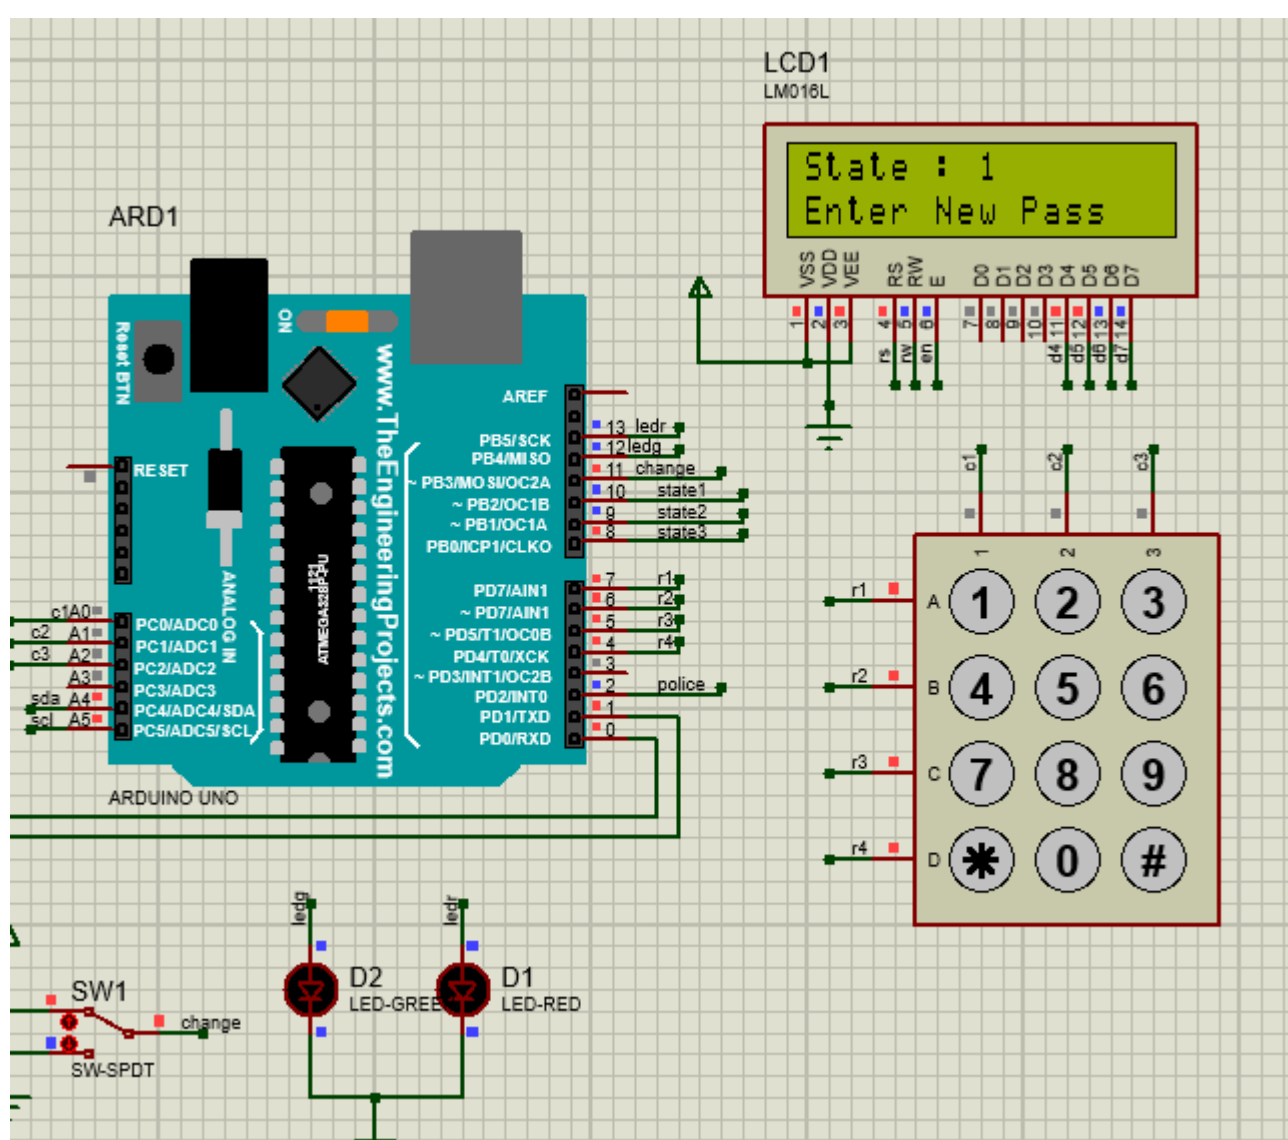 LCD1
LM016L
State : 1
Enter New Pass
VSS
VDD
VEE
RS
RW
E
D0
D1
D2
D3
D4
D5
D6
D7
1
2
3
4
5
6
7
8
9
10
11
12
13
14
rs
rw
en
d4
d5
d6
d7
ARD1
Reset BTN
ON
www.TheEngineeringProjects.com
RESET
ANALOG IN
ATMEGA328P-PU
1121
AREF
PB5/SCK 13 ledr
PB4/MISO 12 ledg
~ PB3/MOSI/OC2A 11 change
~ PB2/OC1B 10 state1
~ PB1/OC1A 9 state2
PB0/ICP1/CLKO 8 state3
PD7/AIN1 7 r1
~ PD7/AIN1 6 r2
~ PD5/T1/OC0B 5 r3
PD4/T0/XCK 4 r4
~ PD3/INT1/OC2B 3
PD2/INT0 2 police
PD1/TXD 1
PD0/RXD 0
c1 A0 PC0/ADC0
c2 A1 PC1/ADC1
c3 A2 PC2/ADC2
A3 PC3/ADC3
sda A4 PC4/ADC4/SDA
scl A5 PC5/ADC5/SCL
ARDUINO UNO
c1
c2
c3
1
2
3
r1 A 1 2 3
r2 B 4 5 6
r3 C 7 8 9
r4 D * 0 #
ledg
ledr
D2
LED-GREE
D1
LED-RED
SW1
change
SW-SPDT